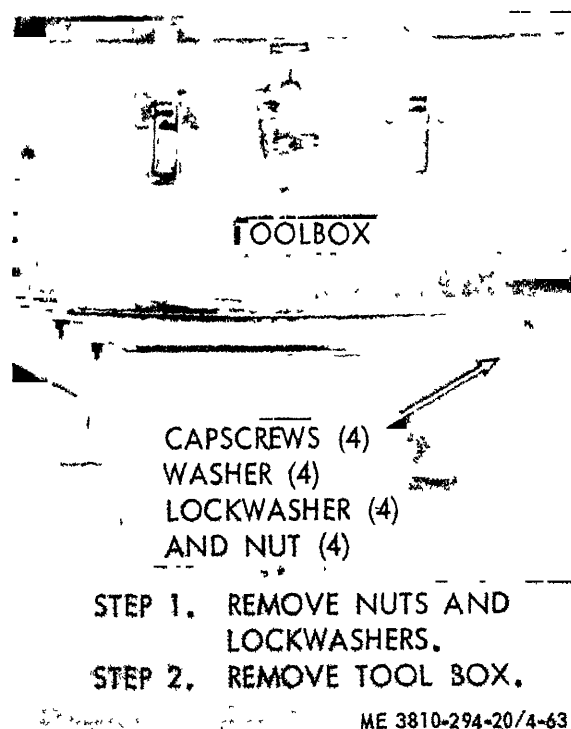 TOOLBOX
CAPSCREWS (4)
WASHER (4)
LOCKWASHER (4)
AND NUT (4)
STEP 1. REMOVE NUTS AND
LOCKWASHERS.
STEP 2. REMOVE TOOL BOX.
ME 3810-294-20/4-63